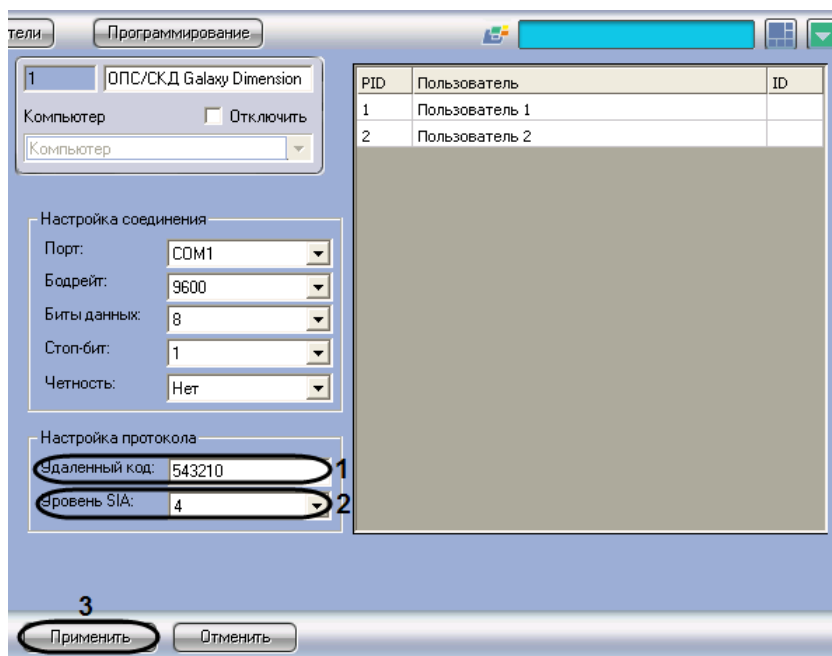 тели Программирование
1 ОПС/СКД Galaxy Dimension
Компьютер Отключить
Компьютер
Настройка соединения
Порт: COM1
Бодрейт: 9600
Биты данных: 8
Стоп-бит: 1
Четность: Нет
Настройка протокола
Удаленный код: 543210 1
Уровень SIA: 4 2
PID Пользователь ID
1 Пользователь 1
2 Пользователь 2
3
Применить Отменить